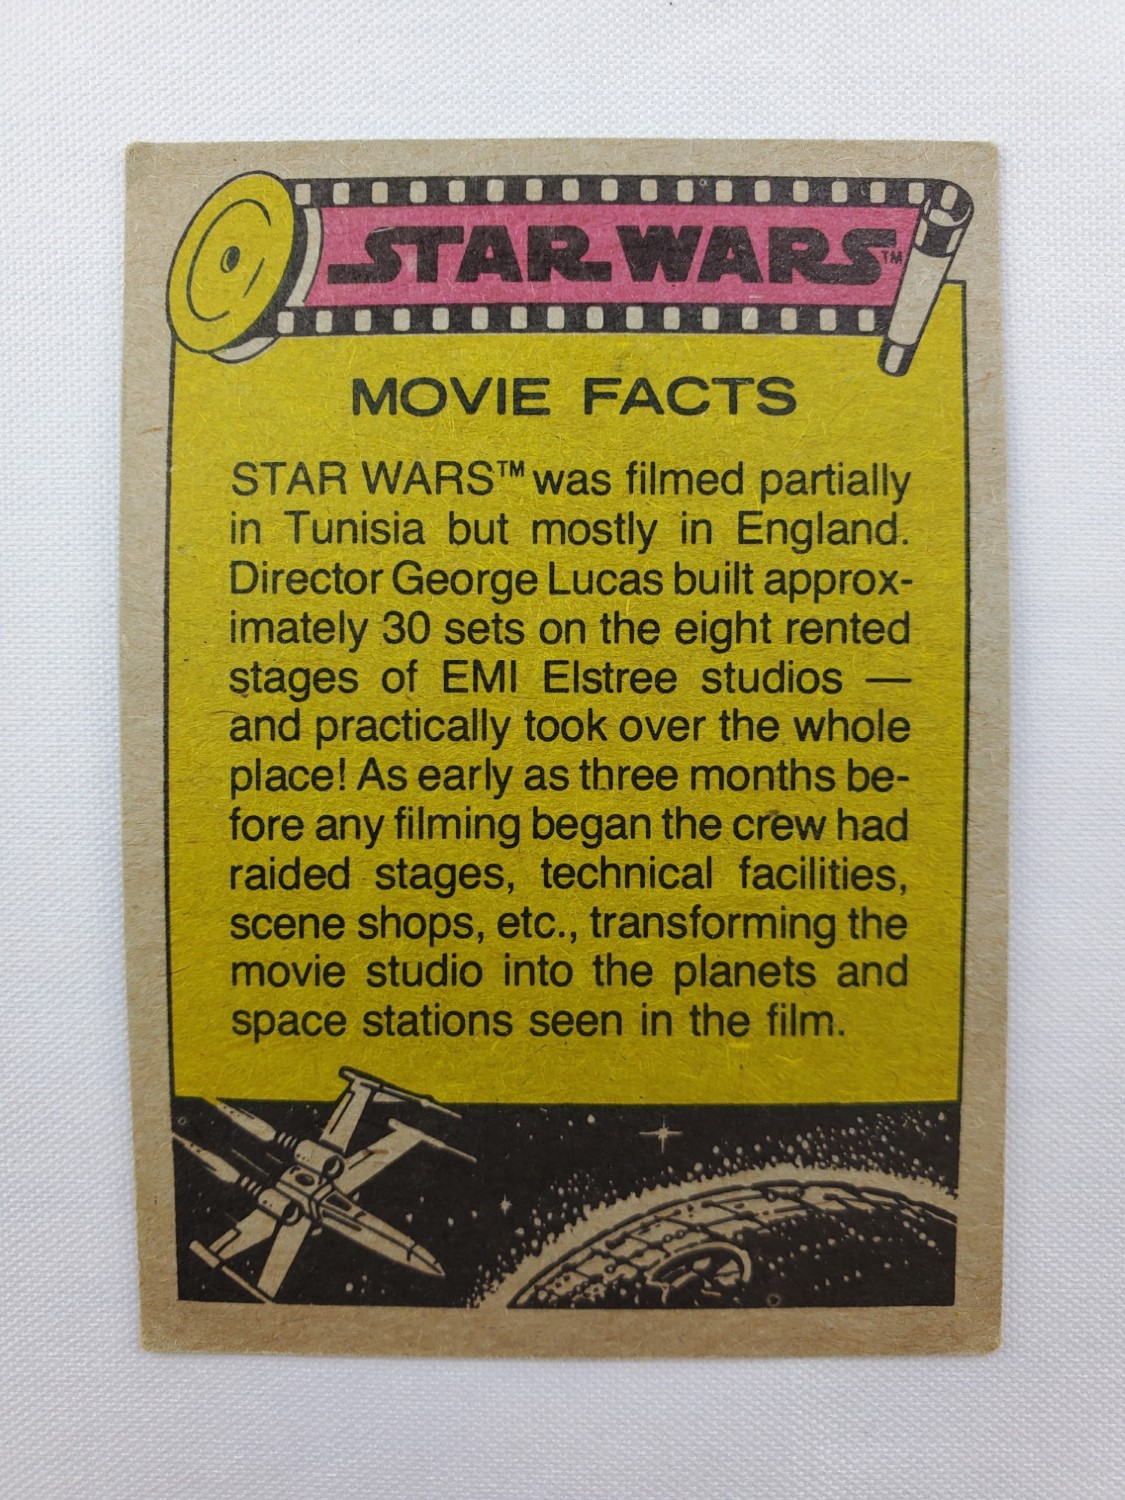 STAR WARS™
MOVIE FACTS
STAR WARS™ was filmed partially
in Tunisia but mostly in England.
Director George Lucas built approx-
imately 30 sets on the eight rented
stages of EMI Elstree studios —
and practically took over the whole
place! As early as three months be-
fore any filming began the crew had
raided stages, technical facilities,
scene shops, etc., transforming the
movie studio into the planets and
space stations seen in the film.